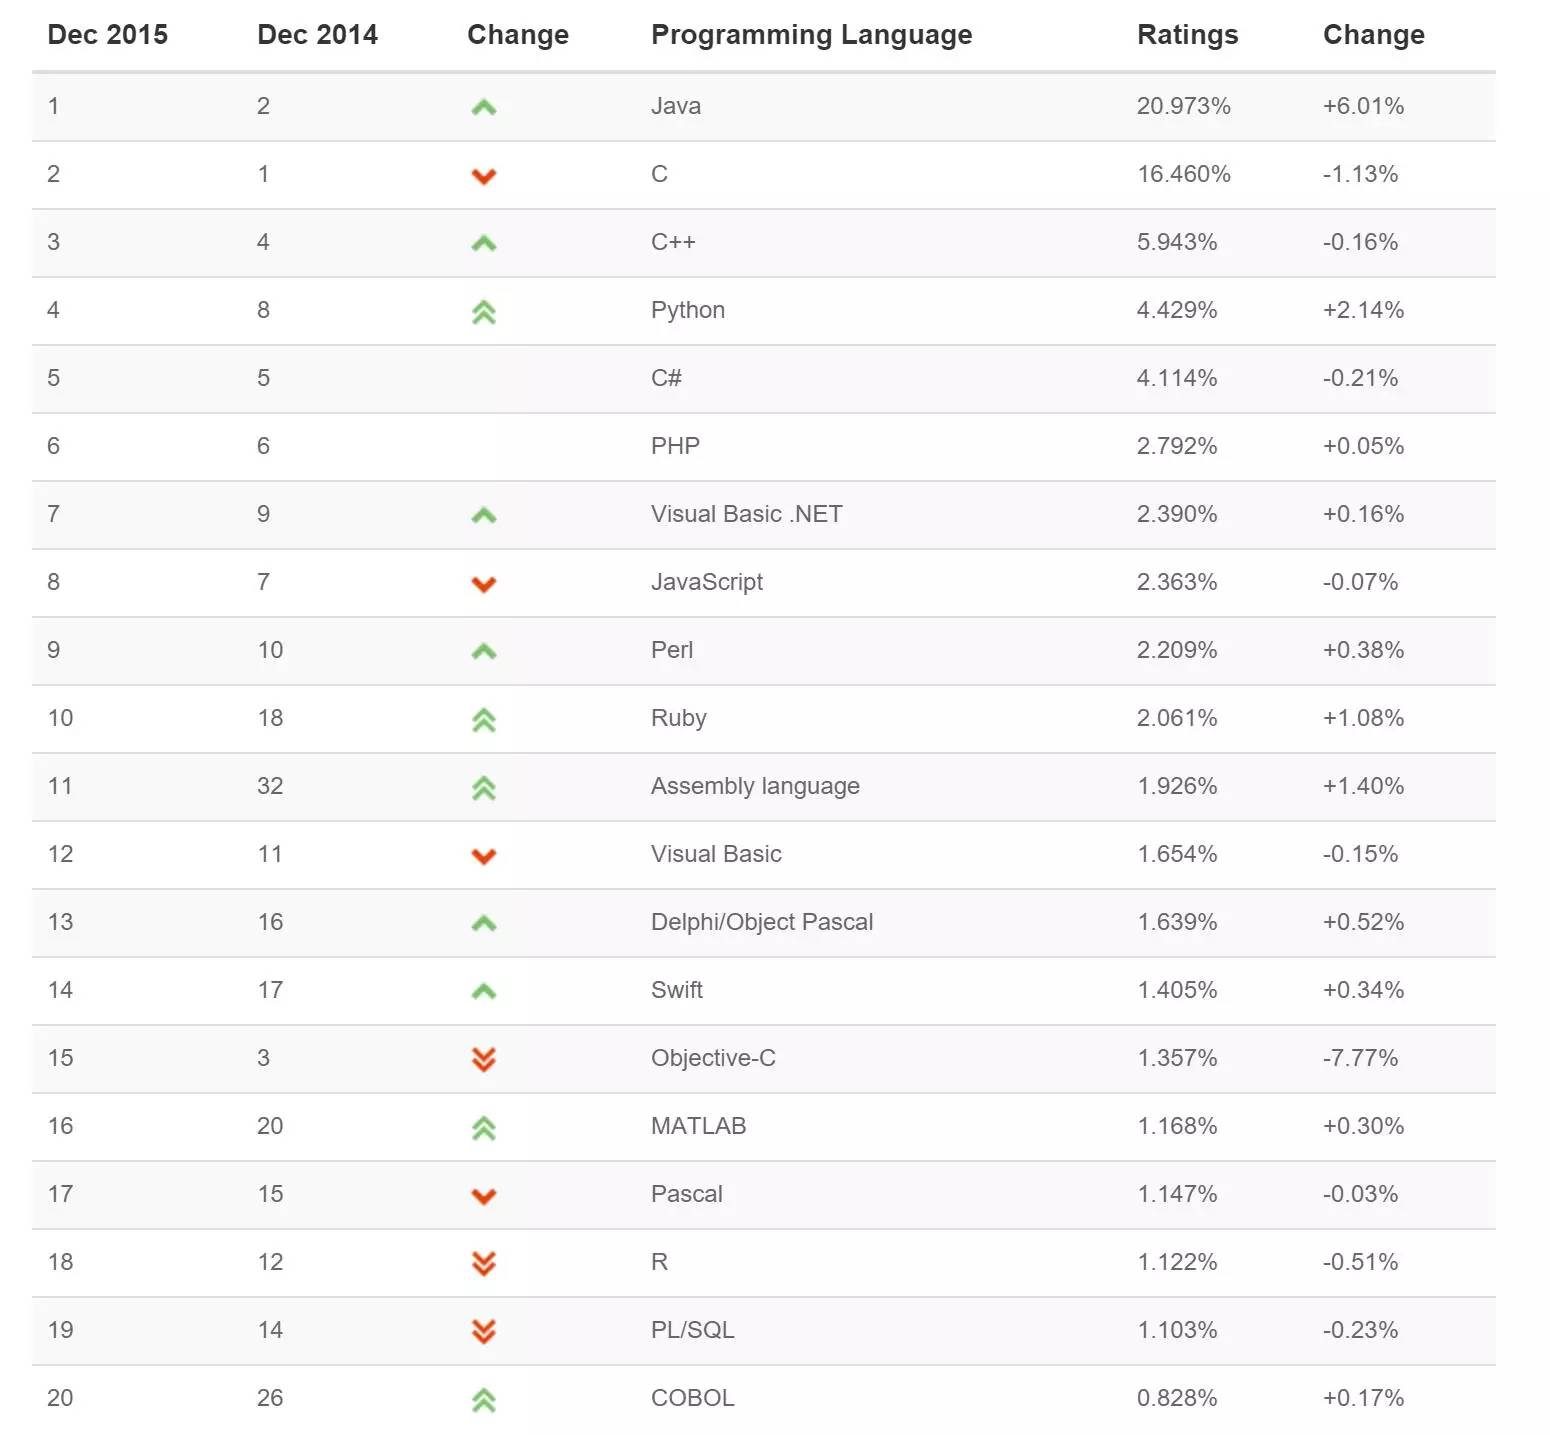 Dec 2015 Dec 2014 Change Programming Language Ratings Change
1 2 Java 20.973% +6.01%
2 1 C 16.460% -1.13%
3 4 C++ 5.943% -0.16%
4 8 Python 4.429% +2.14%
5 5 C# 4.114% -0.21%
6 6 PHP 2.792% +0.05%
7 9 Visual Basic .NET 2.390% +0.16%
8 7 JavaScript 2.363% -0.07%
9 10 Perl 2.209% +0.38%
10 18 Ruby 2.061% +1.08%
11 32 Assembly language 1.926% +1.40%
12 11 Visual Basic 1.654% -0.15%
13 16 Delphi/Object Pascal 1.639% +0.52%
14 17 Swift 1.405% +0.34%
15 3 Objective-C 1.357% -7.77%
16 20 MATLAB 1.168% +0.30%
17 15 Pascal 1.147% -0.03%
18 12 R 1.122% -0.51%
19 14 PL/SQL 1.103% -0.23%
20 26 COBOL 0.828% +0.17%